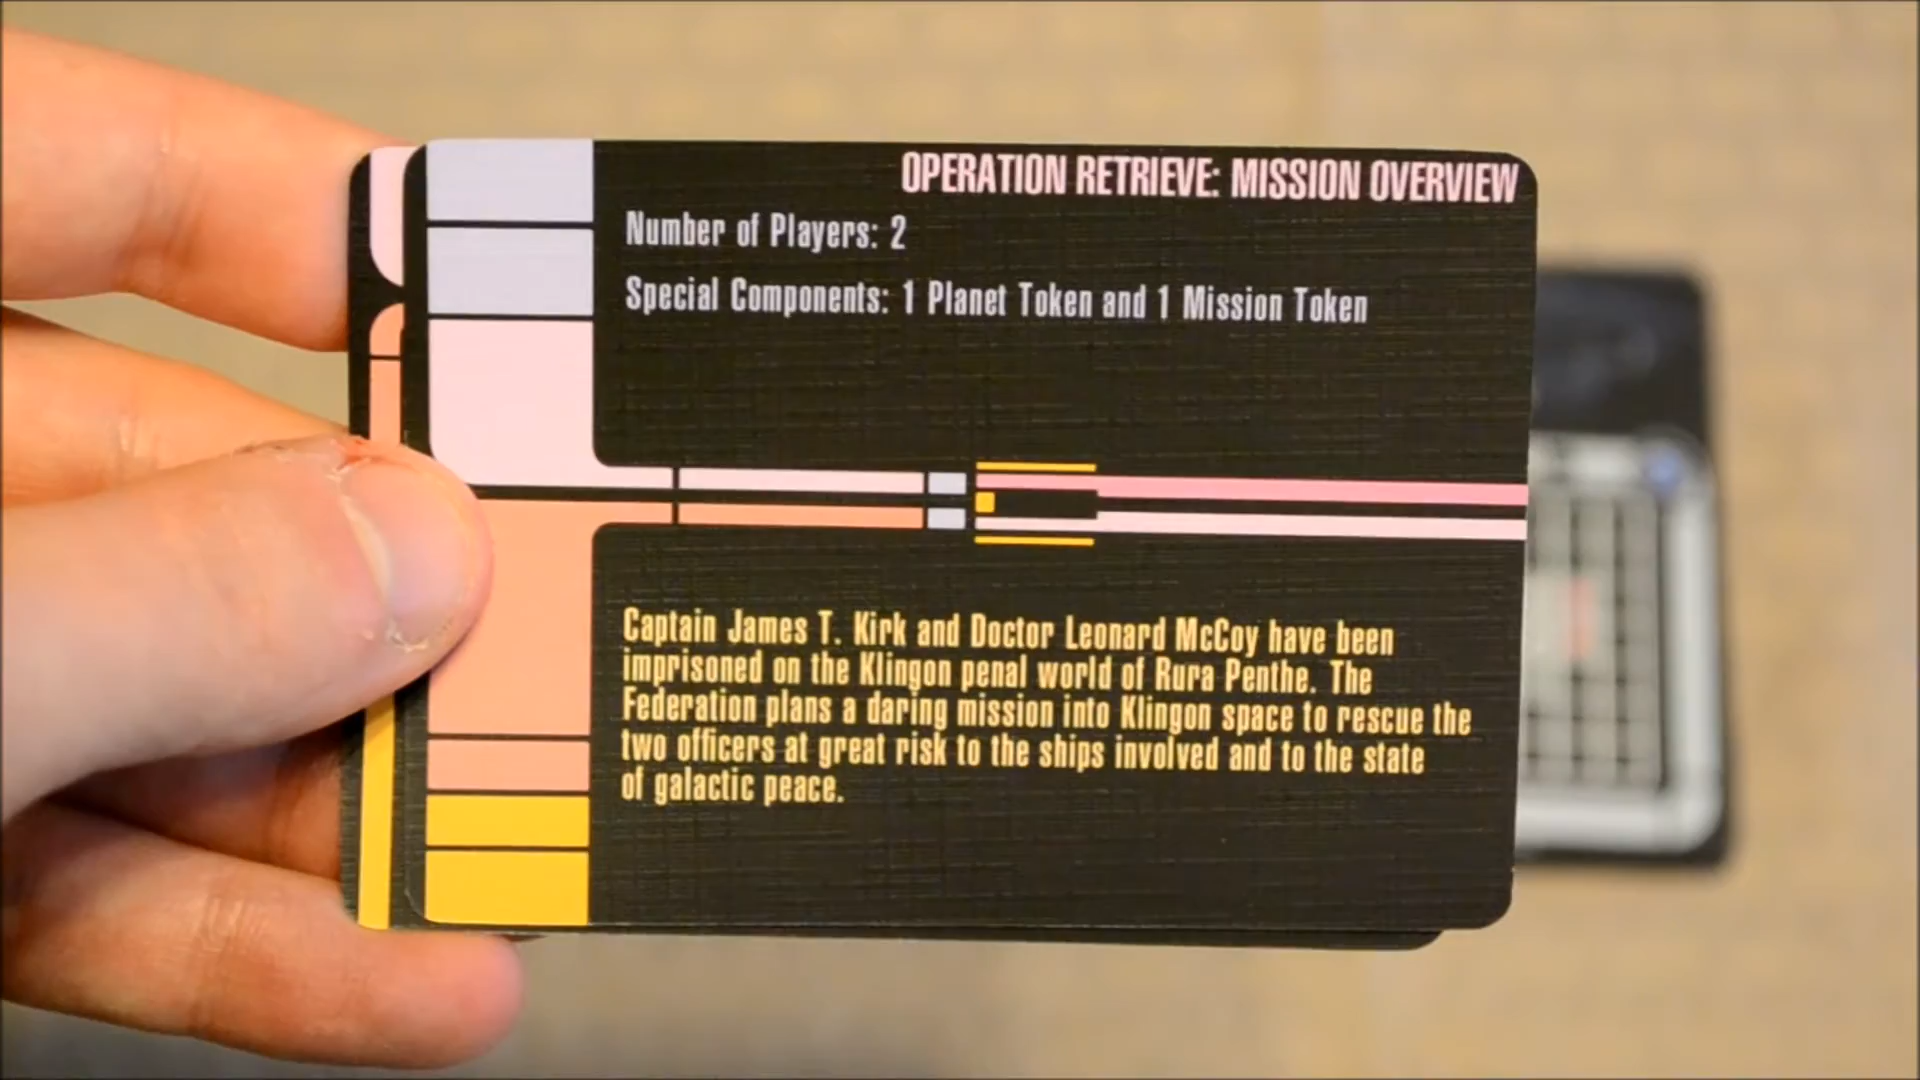 OPERATION RETRIEVE: MISSION OVERVIEW
Number of Players: 2
Special Components: 1 Planet Token and 1 Mission Token
Captain James T. Kirk and Doctor Leonard McCoy have been
imprisoned on the Klingon penal world of Rura Penthe. The
Federation plans a daring mission into Klingon space to rescue the
two officers at great risk to the ships involved and to the state
of galactic peace.